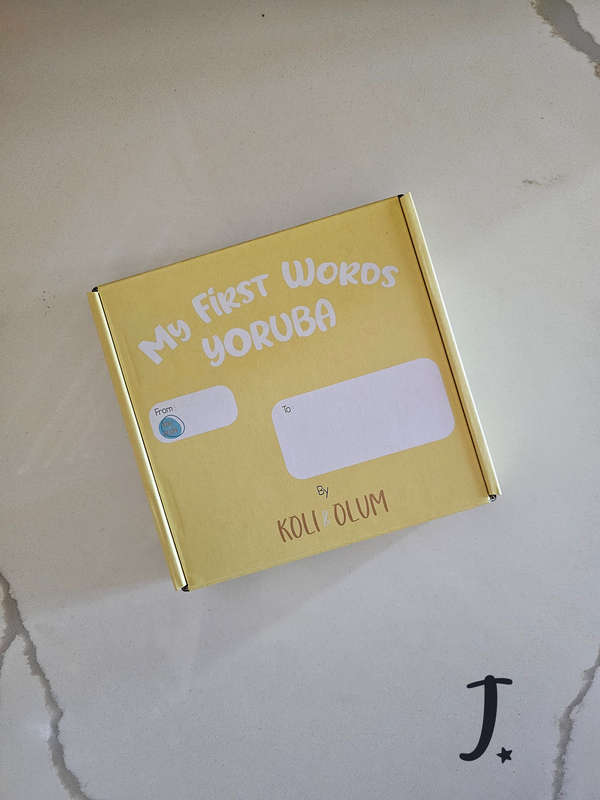 My First Words
YORUBA
From
To
By
KOLI & OLUM
J.